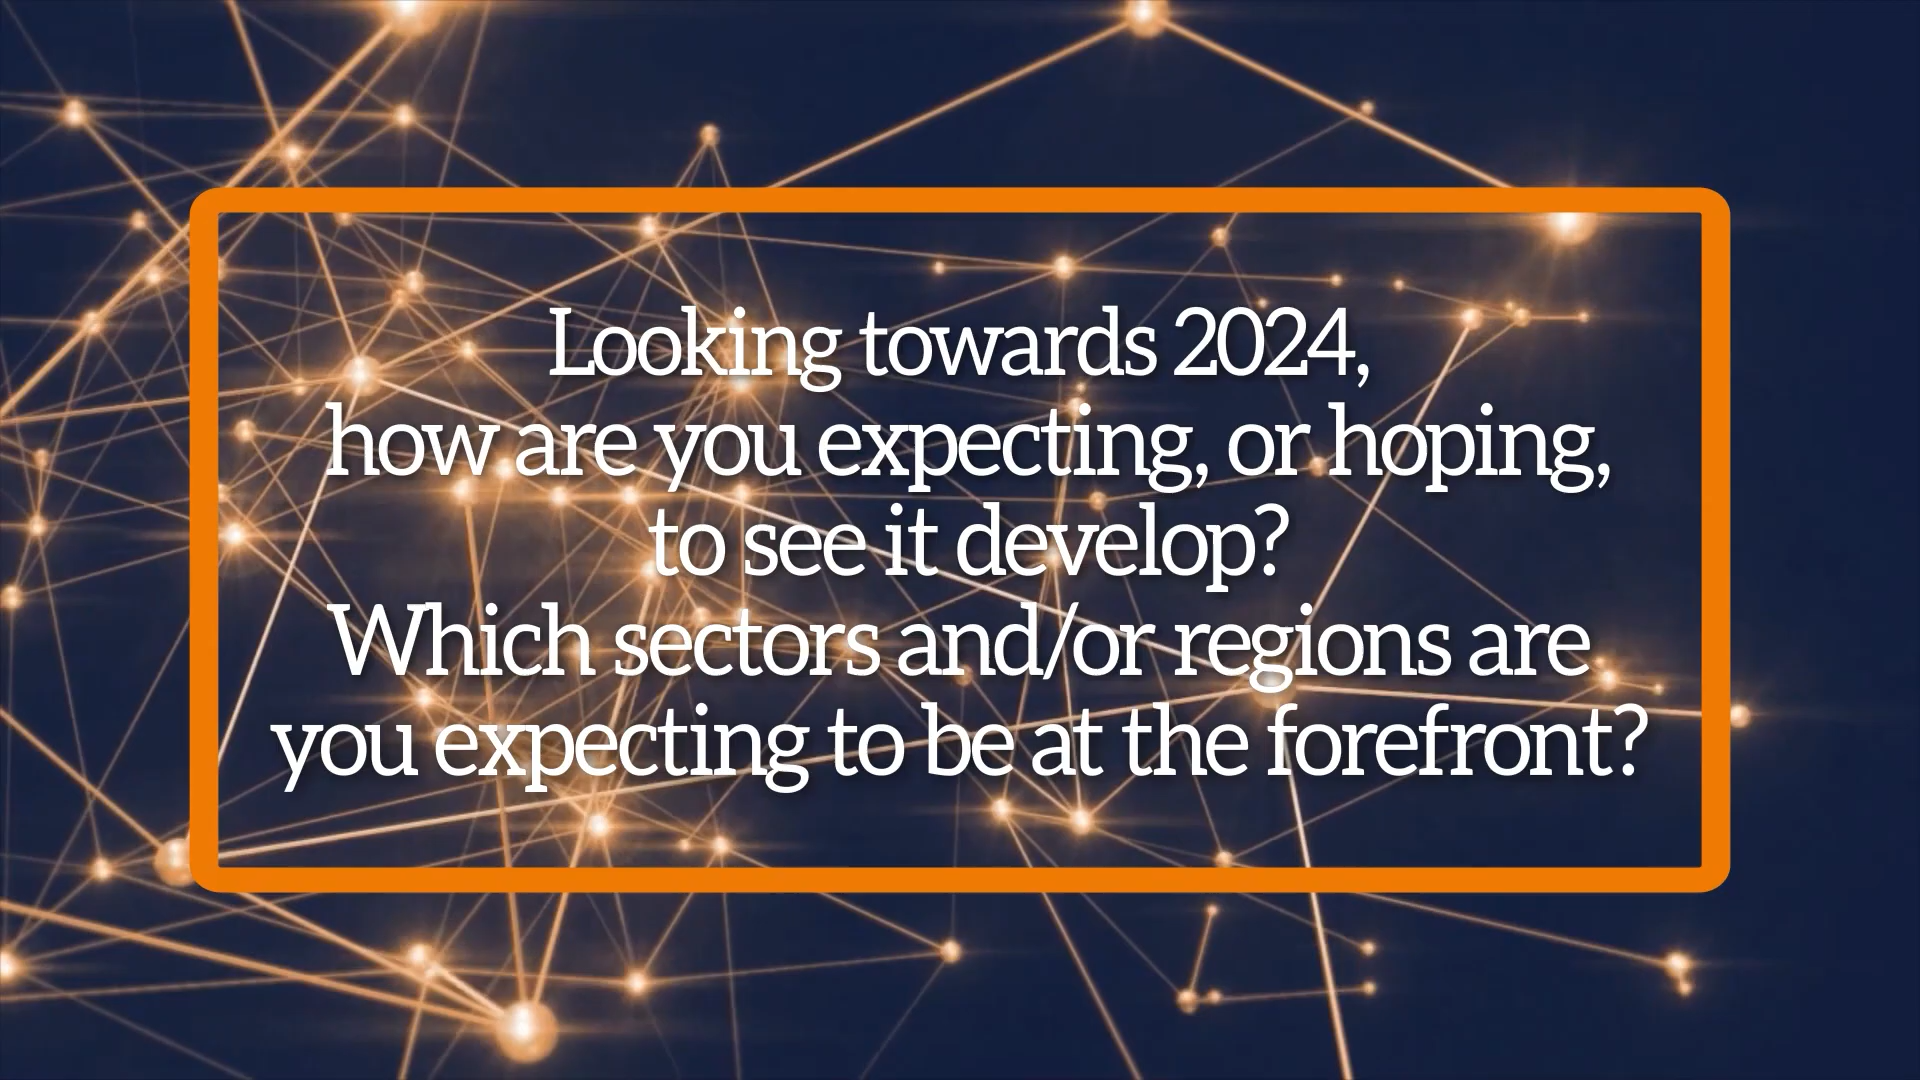 Looking towards 2024,
how are you expecting, or hoping,
to see it develop?
Which sectors and/or regions are
you expecting to be at the forefront?